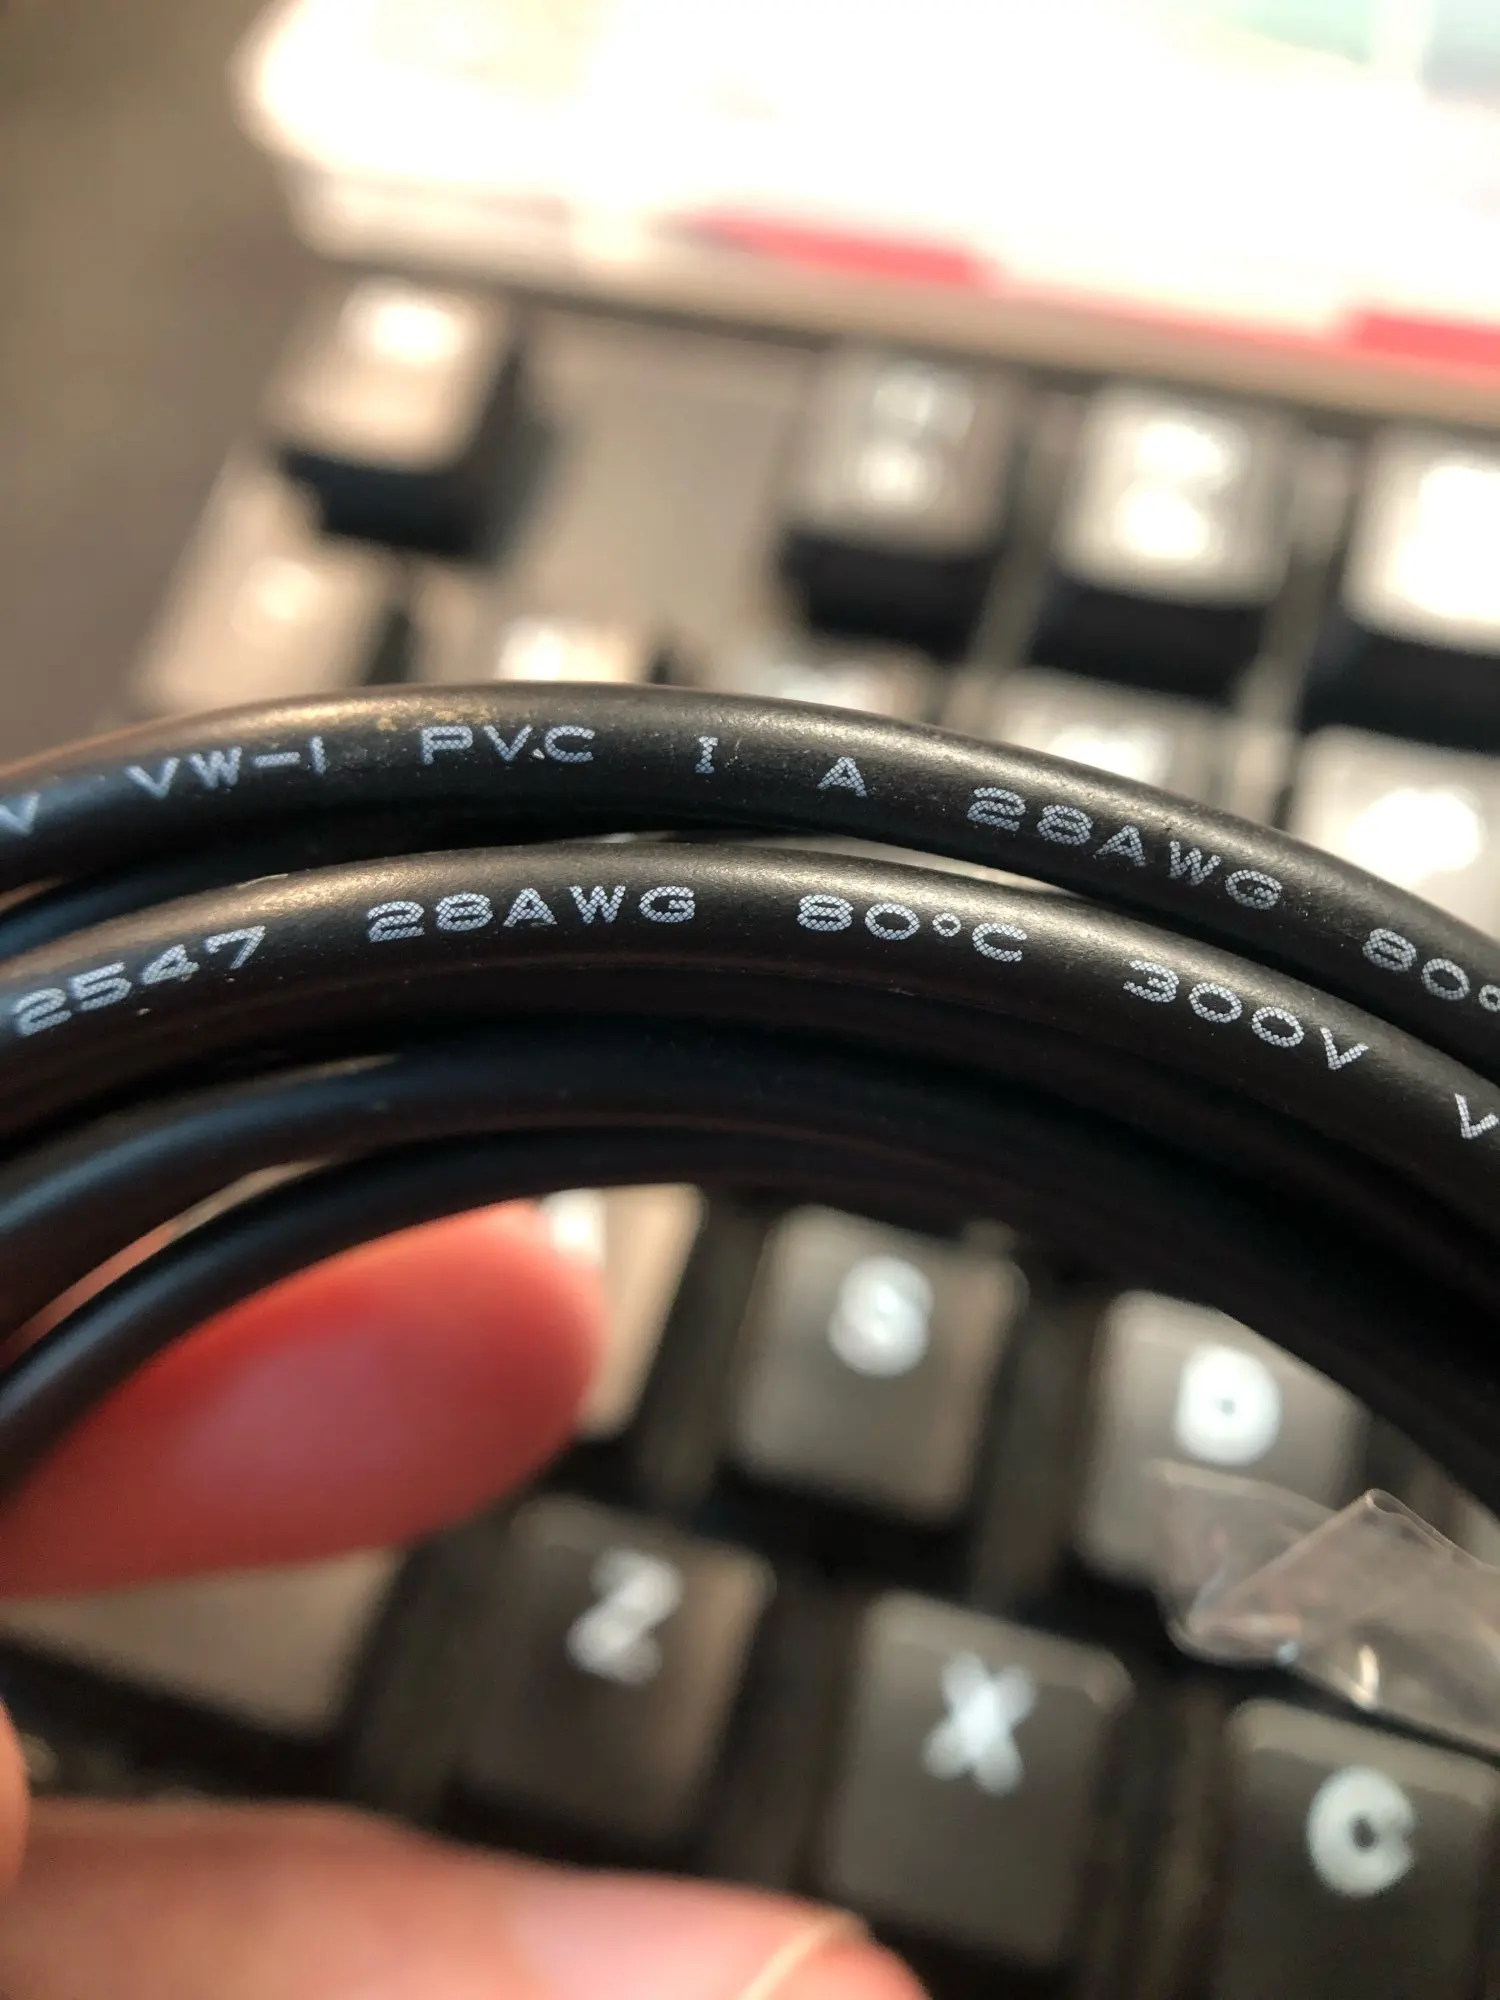 V VW-1 PVC I A 28AWG 80°
2547 28AWG 80°C 300V V
S D
Z X C